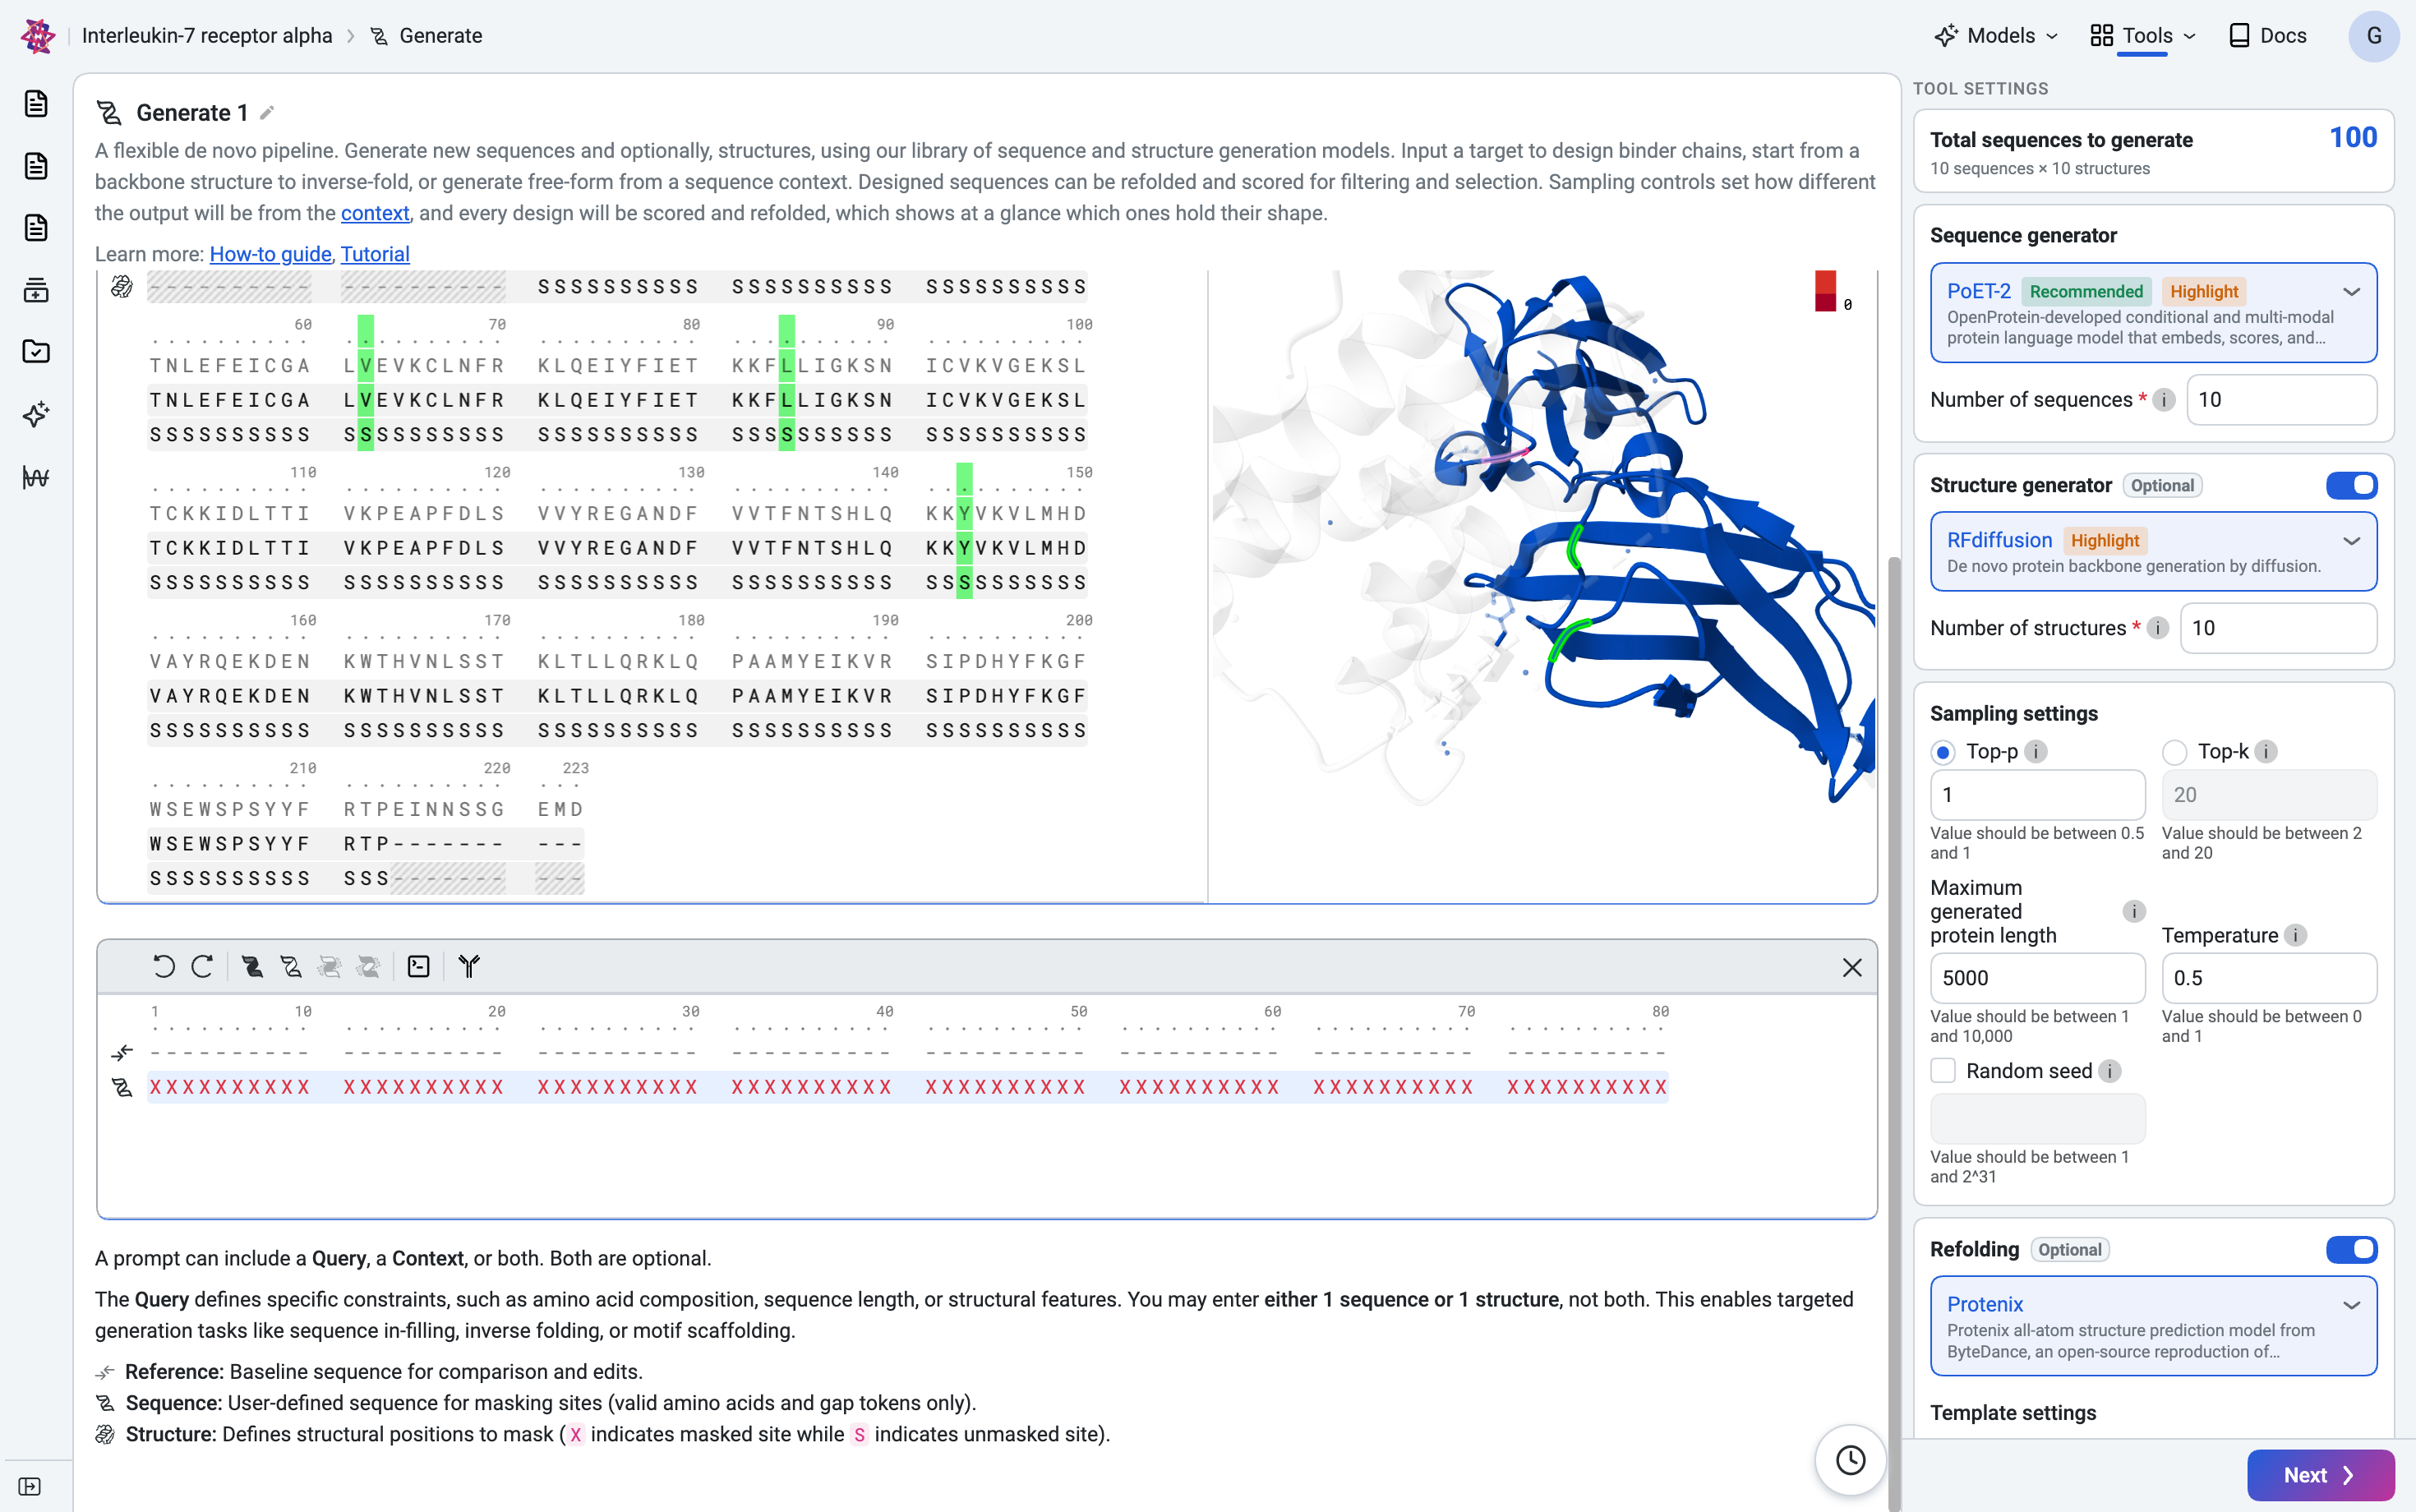 Interleukin-7 receptor alpha > Generate
Models
Tools
Docs
G
Generate 1
A flexible de novo pipeline. Generate new sequences and optionally, structures, using our library of sequence and structure generation models. Input a target to design binder chains, start from a
backbone structure to inverse-fold, or generate free-form from a sequence context. Designed sequences can be refolded and scored for filtering and selection. Sampling controls set how different
the output will be from the context, and every design will be scored and refolded, which shows at a glance which ones hold their shape.
Learn more: How-to guide, Tutorial
---------- ---------- SSSSSSSSSS SSSSSSSSSS SSSSSSSSSS
60 70 80 90 100
TNLEFEICGA LVEVKCLNFR KLQEIYFIET KKFLLIGKSN ICVKVGEKSL
TNLEFEICGA LVEVKCLNFR KLQEIYFIET KKFLLIGKSN ICVKVGEKSL
SSSSSSSSSS SSSSSSSSSS SSSSSSSSSS SSSSSSSSSS SSSSSSSSSS
110 120 130 140 150
TCKKIDLTTI VKPEAPFDLS VVYREGANDF VVTFNTSHLQ KKYVKVLMHD
TCKKIDLTTI VKPEAPFDLS VVYREGANDF VVTFNTSHLQ KKYVKVLMHD
SSSSSSSSSS SSSSSSSSSS SSSSSSSSSS SSSSSSSSSS SSSSSSSSSS
160 170 180 190 200
VAYRQEKDEN KWTHVNLSST KLTLLQRKLQ PAAMYEIKVR SIPDHYFKGF
VAYRQEKDEN KWTHVNLSST KLTLLQRKLQ PAAMYEIKVR SIPDHYFKGF
SSSSSSSSSS SSSSSSSSSS SSSSSSSSSS SSSSSSSSSS SSSSSSSSSS
210 220 223
WSEWSPSYYF RTPEINNSSG EMD
WSEWSPSYYF RTP------- ---
SSSSSSSSSS SSS------- ---
0
1 10 20 30 40 50 60 70 80
---------- ---------- ---------- ---------- ---------- ---------- ---------- ----------
XXXXXXXXXX XXXXXXXXXX XXXXXXXXXX XXXXXXXXXX XXXXXXXXXX XXXXXXXXXX XXXXXXXXXX XXXXXXXXXX
A prompt can include a Query, a Context, or both. Both are optional.
The Query defines specific constraints, such as amino acid composition, sequence length, or structural features. You may enter either 1 sequence or 1 structure, not both. This enables targeted
generation tasks like sequence in-filling, inverse folding, or motif scaffolding.
Reference: Baseline sequence for comparison and edits.
Sequence: User-defined sequence for masking sites (valid amino acids and gap tokens only).
Structure: Defines structural positions to mask ( X indicates masked site while S indicates unmasked site).
TOOL SETTINGS
Total sequences to generate 100
10 sequences × 10 structures
Sequence generator
PoET-2 Recommended Highlight
OpenProtein-developed conditional and multi-modal
protein language model that embeds, scores, and...
Number of sequences * i 10
Structure generator Optional
RFdiffusion Highlight
De novo protein backbone generation by diffusion.
Number of structures * i 10
Sampling settings
Top-p i Top-k i
1 20
Value should be between 0.5 and 1
Value should be between 2 and 20
Maximum generated protein length i
Temperature i
5000 0.5
Value should be between 1 and 10,000
Value should be between 0 and 1
Random seed i
Value should be between 1 and 2^31
Refolding Optional
Protenix
Protenix all-atom structure prediction model from
ByteDance, an open-source reproduction of...
Template settings
Next >